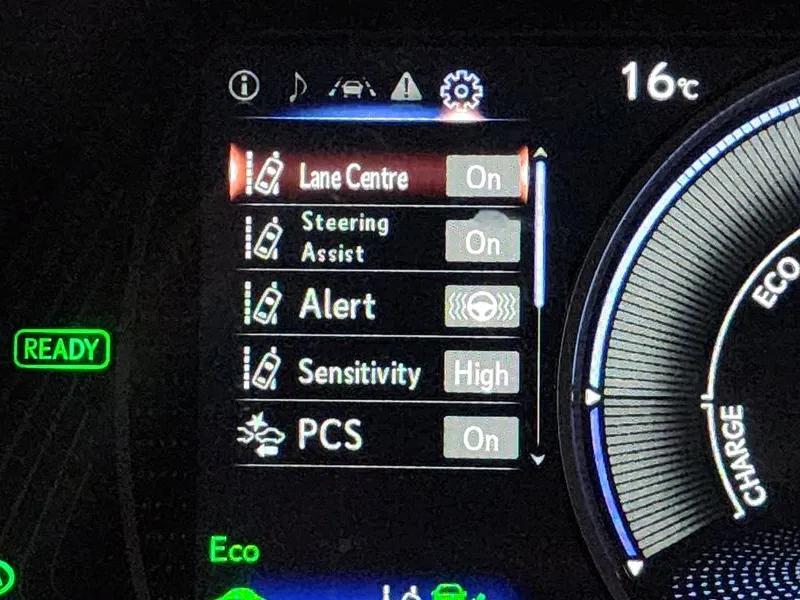 16°C
Lane Centre On
Steering
Assist On
Alert
Sensitivity High
PCS On
READY
Eco
ECO
CHARGE